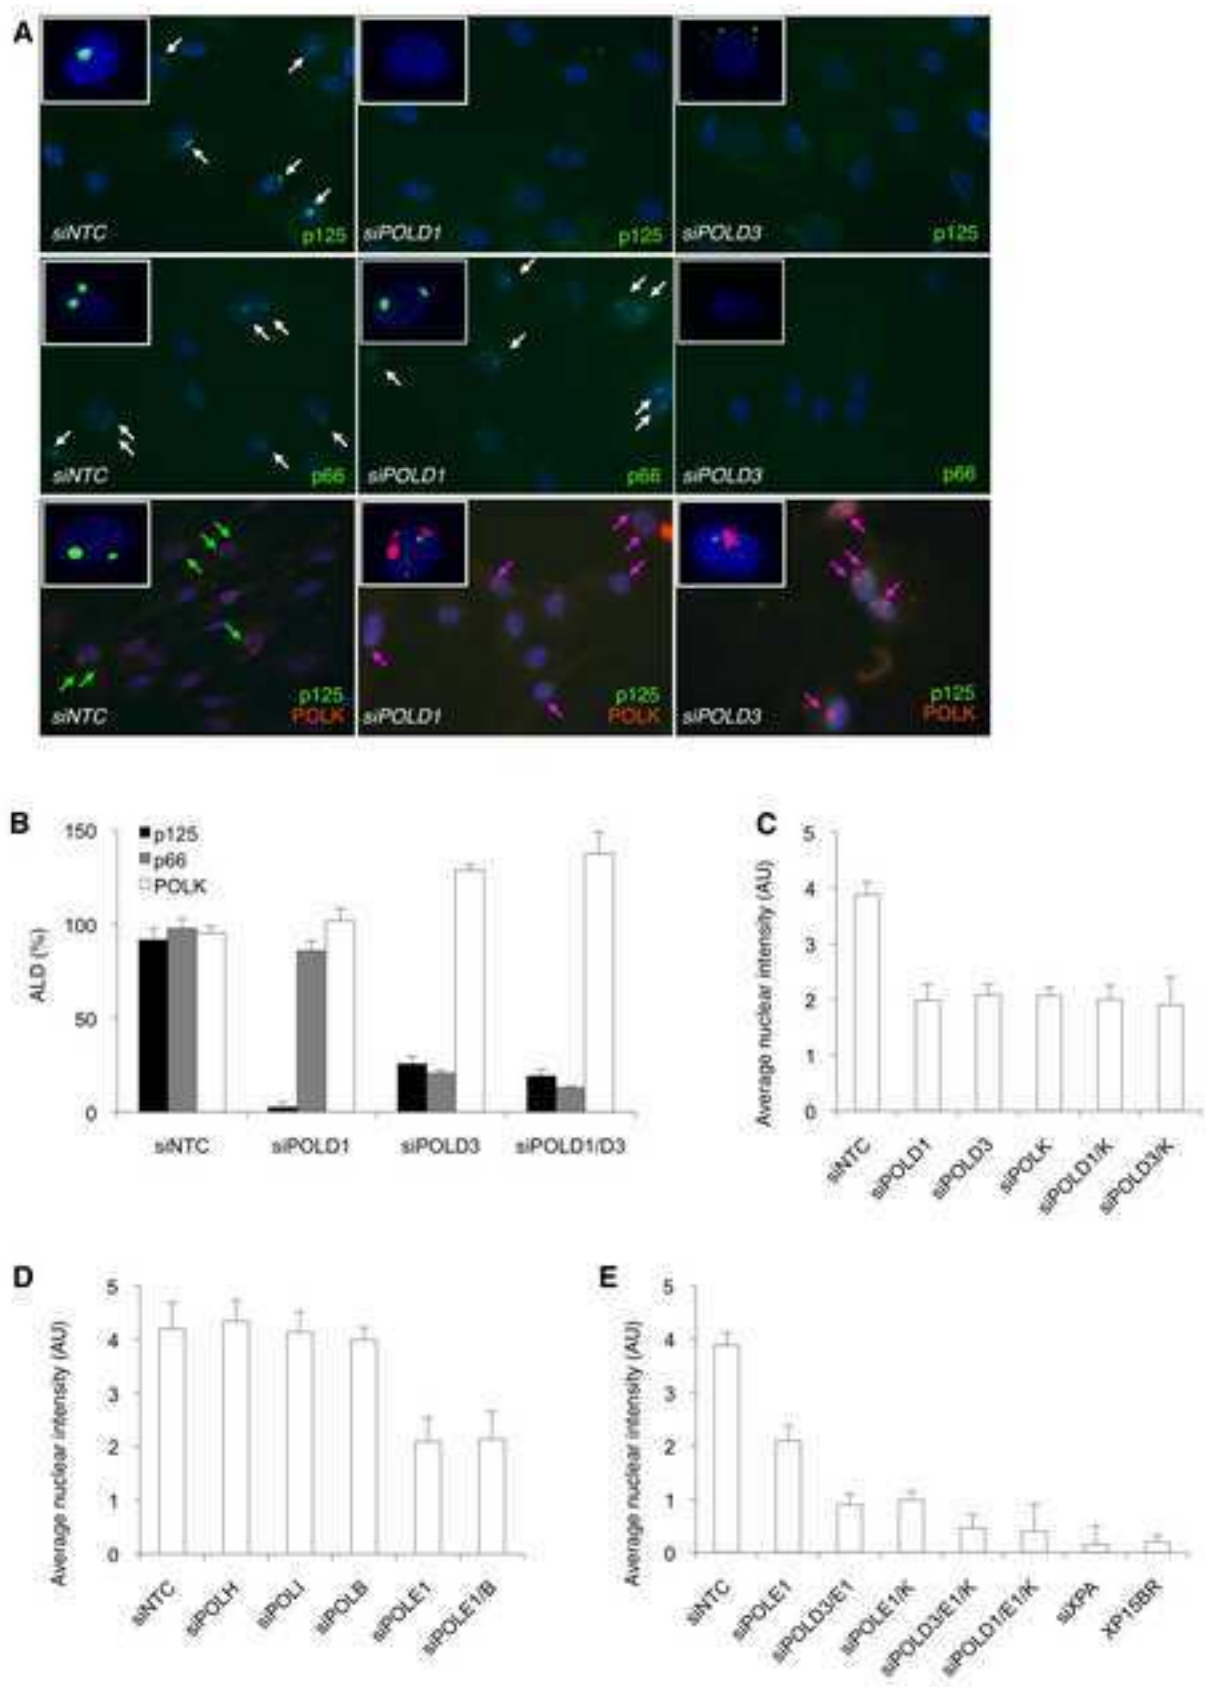 A
siNTC p125 siPOLD1 p125 siPOLD3 p125
siNTC p66 siPOLD1 p66 siPOLD3 p66
p125 p125 p125
siNTC POLK siPOLD1 POLK siPOLD3 POLK
B
150
100
50
0
ALD (%)
p125
p66
POLK
siNTC siPOLD1 siPOLD3 siPOLD1/D3
C
5
4
3
2
1
0
Average nuclear intensity (AU)
siNTC
siPOLD1
siPOLD3
siPOLK
siPOLD1/K
siPOLD3/K
D
5
4
3
2
1
0
Average nuclear intensity (AU)
siNTC
siPOLH
siPOLI
siPOLB
siPOLE1
siPOLE1/B
E
5
4
3
2
1
0
Average nuclear intensity (AU)
siNTC
siPOLE1
siPOLD3/E1
siPOLE1/K
siPOLD3/E1/K
siPOLD1/E1/K
siXPA
XP15BR